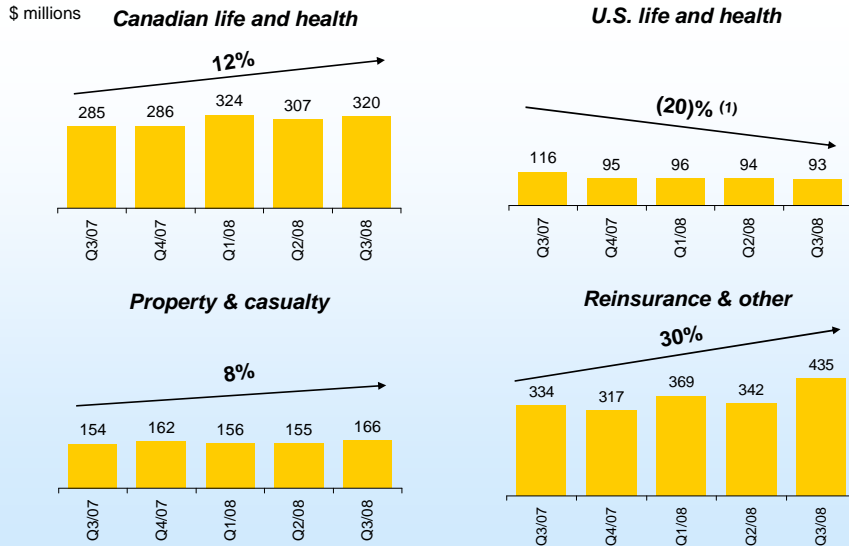 $ millions
Canadian life and health
12%
285 286 324 307 320
Q3/07 Q4/07 Q1/08 Q2/08 Q3/08
U.S. life and health
(20)% (1)
116 95 96 94 93
Q3/07 Q4/07 Q1/08 Q2/08 Q3/08
Property & casualty
8%
154 162 156 155 166
Q3/07 Q4/07 Q1/08 Q2/08 Q3/08
Reinsurance & other
30%
334 317 369 342 435
Q3/07 Q4/07 Q1/08 Q2/08 Q3/08